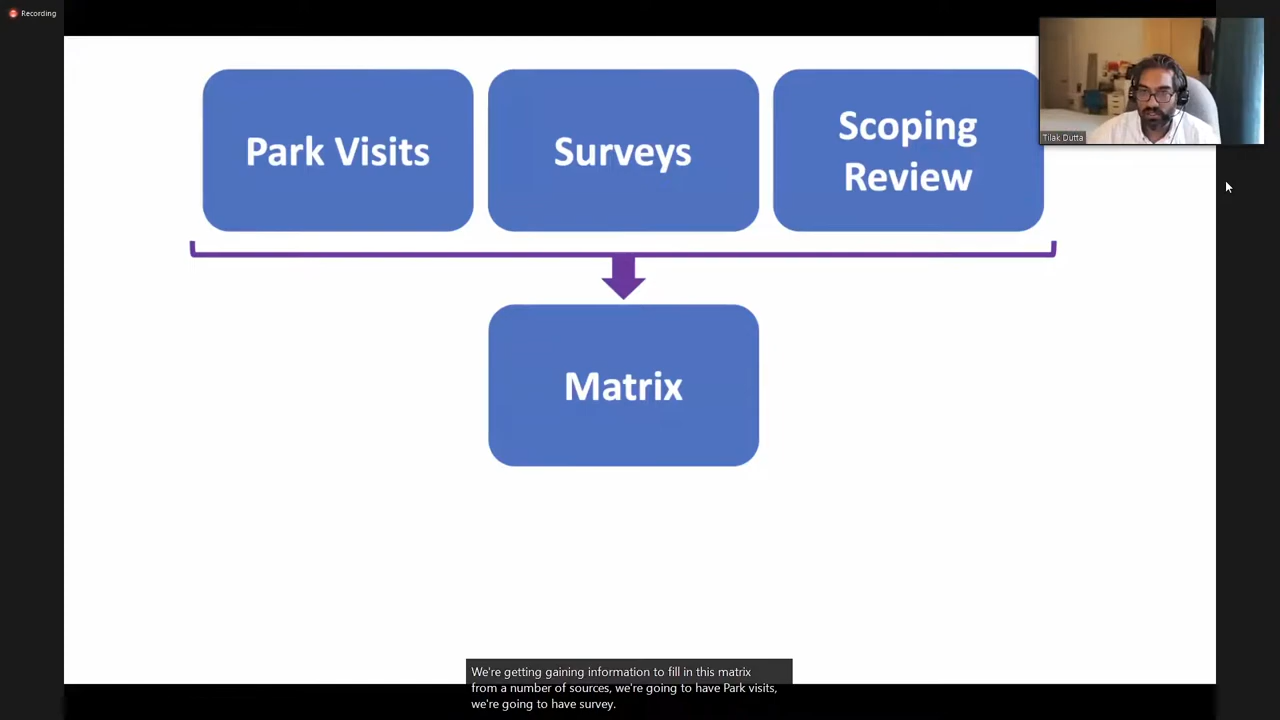 Recording
Park Visits
Surveys
Scoping
Review
Tilak Dutta
Matrix
We're getting gaining information to fill in this matrix
from a number of sources, we're going to have Park visits,
we're going to have survey.